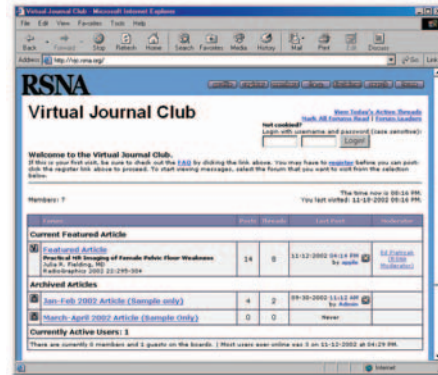 Virtual Journal Club - Microsoft Internet Explorer
File Edit View Favorites Tools Help
Back Forward Stop Refresh Home Search Favorites Media History Mail Print Edit Discuss
Address http://vjc.rsna.org/ Go Link
RSNA
Virtual Journal Club
View Today's Active Threads
Mark All Forums Read | Forum Leaders
Not cookied?
Login with username and password (case sensitive):
Login!
Welcome to the Virtual Journal Club.
If this is your first visit, be sure to check out the FAQ by clicking the link above. You may have to register before you can post:
click the register link above to proceed. To start viewing messages, select the forum that you want to visit from the selection
below.
The time now is 08:16 PM.
Members: 7
You last visited: 11-18-2002 08:16 PM.
Forum Posts Threads Last Post Moderator
Current Featured Article
Featured Article
Practical MR Imaging of Female Pelvic Floor Weakness
Julia R. Fielding, MD
RadioGraphics 2002 22:295-304
14 8 11-12-2002 04:14 PM
by
Moderator)
Archived Articles
Jan-Feb 2002 Article (Sample only) 4 2 09-30-2002 11:12 AM
by Admin
March-April 2002 Article (Sample Only) 0 0 Never
Currently Active Users: 1
There are currently 0 members and 1 guests on the boards. | Most users ever online was 3 on 11-12-2002 at 04:29 PM.
Internet